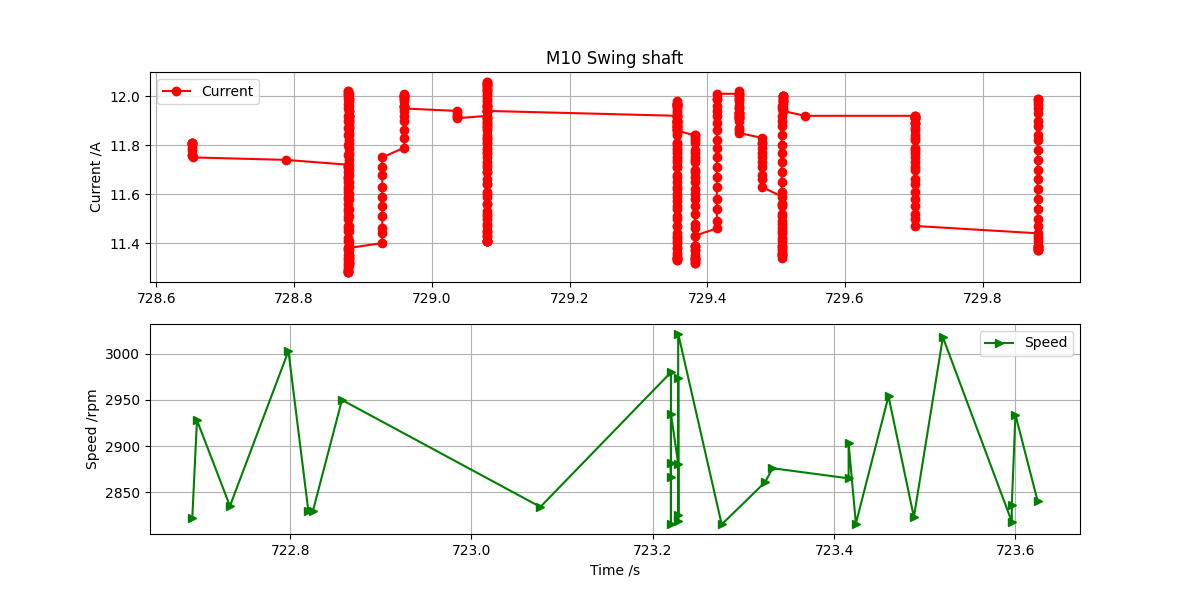 M10 Swing shaft
12.0
11.8
11.6
11.4
Current /A
Current
728.6 728.8 729.0 729.2 729.4 729.6 729.8
3000
2950
2900
2850
Speed /rpm
Speed
722.8 723.0 723.2 723.4 723.6
Time /s